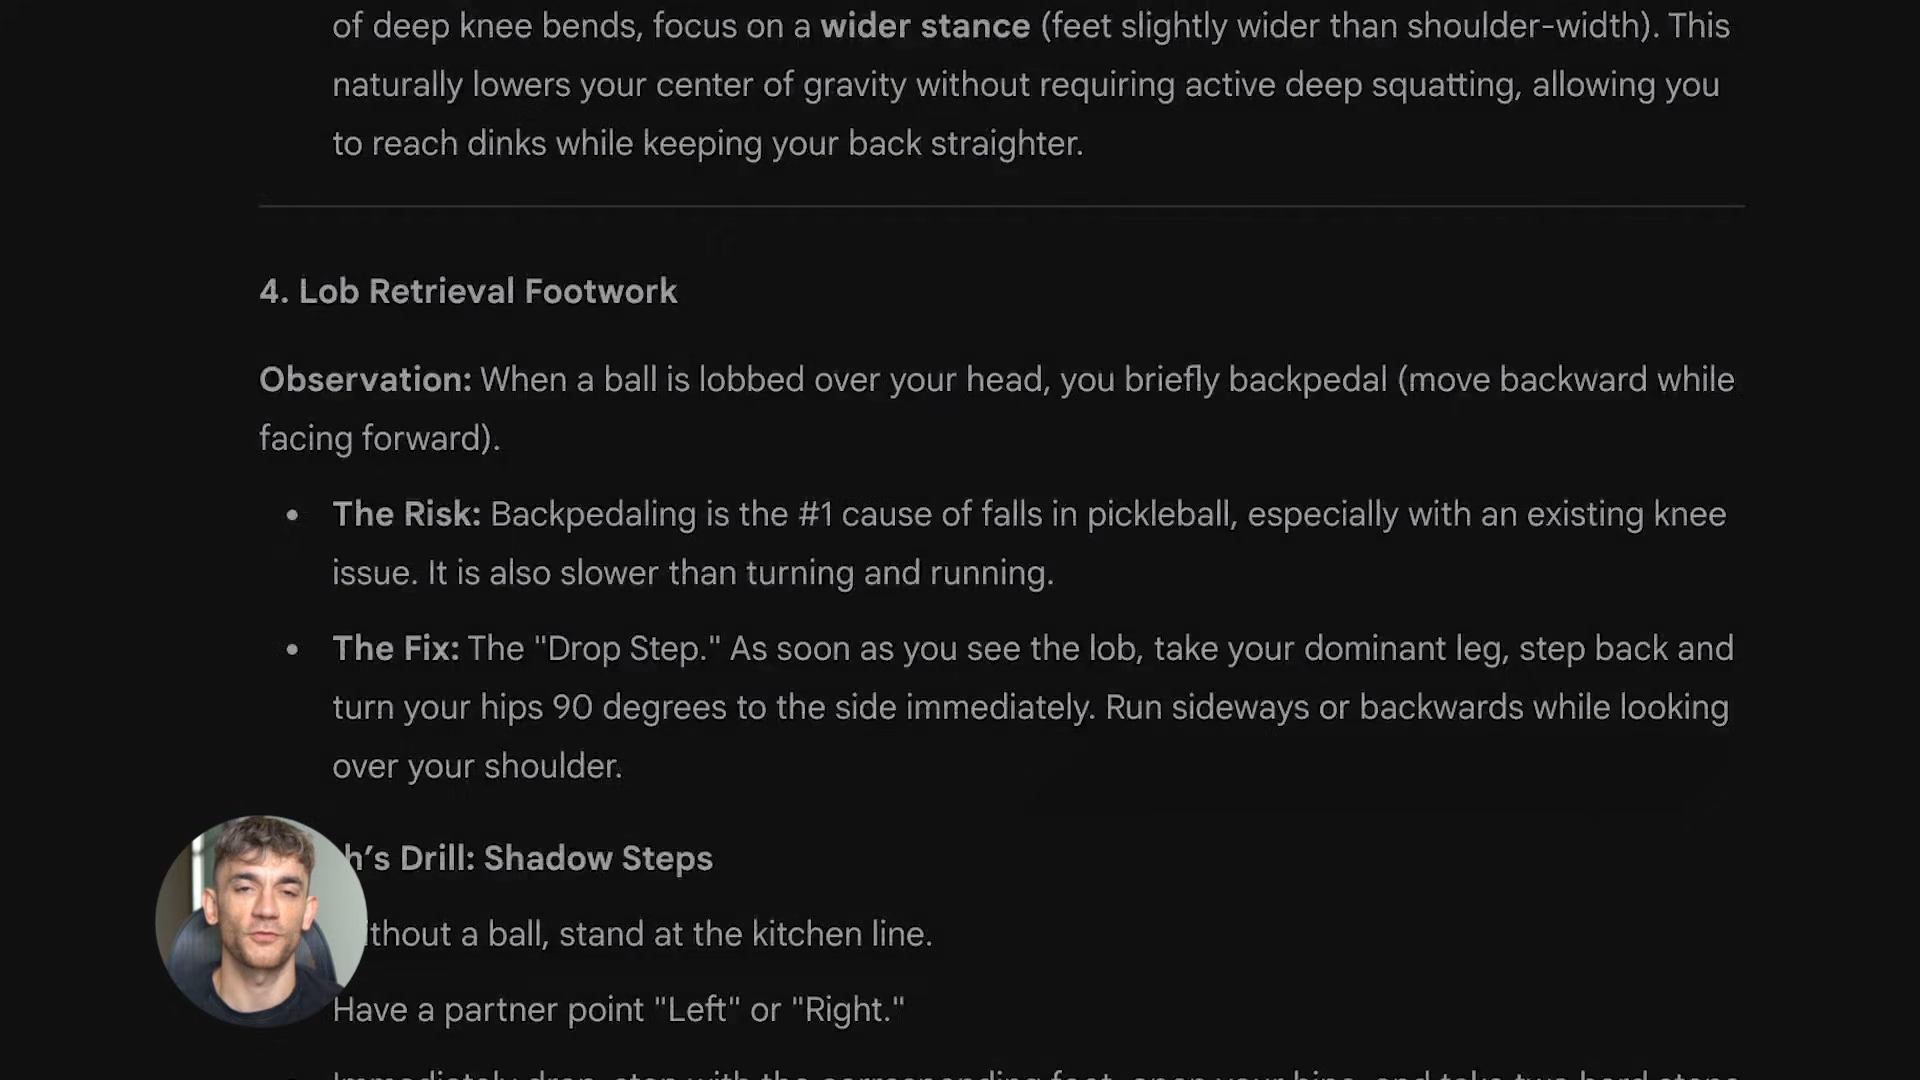 of deep knee bends, focus on a wider stance (feet slightly wider than shoulder-width). This
naturally lowers your center of gravity without requiring active deep squatting, allowing you
to reach dinks while keeping your back straighter.
4. Lob Retrieval Footwork
Observation: When a ball is lobbed over your head, you briefly backpedal (move backward while
facing forward).
• The Risk: Backpedaling is the #1 cause of falls in pickleball, especially with an existing knee
issue. It is also slower than turning and running.
• The Fix: The "Drop Step." As soon as you see the lob, take your dominant leg, step back and
turn your hips 90 degrees to the side immediately. Run sideways or backwards while looking
over your shoulder.
h’s Drill: Shadow Steps
thout a ball, stand at the kitchen line.
Have a partner point "Left" or "Right."